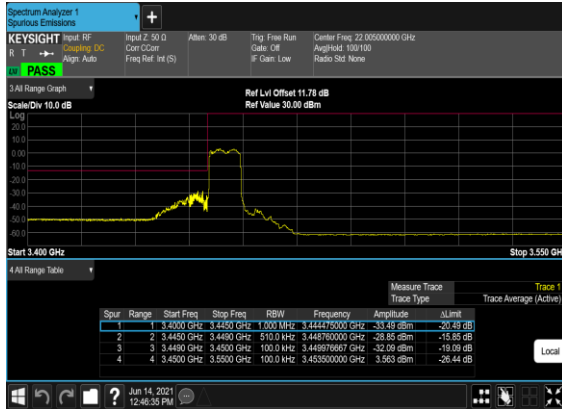 Spectrum Analyzer 1
Spurious Emissions
KEYSIGHT
R T
LXI PASS
Input: RF
Coupling: DC
Align: Auto
Input Z: 50 Ω
Corr CCorr
Freq Ref: Int (S)
Atten: 30 dB
Trig: Free Run
Gate: Off
IF Gain: Low
Center Freq: 22.005000000 GHz
Avg|Hold: 100/100
Radio Std: None
3 All Range Graph
Scale/Div 10.0 dB
Ref Lvl Offset 11.78 dB
Ref Value 30.00 dBm
Log
20.0
10.0
0.00
-10.0
-20.0
-30.0
-40.0
-50.0
-60.0
Start 3.400 GHz
Stop 3.550 GH
4 All Range Table
Measure Trace Trace 1
Trace Type Trace Average (Active)
Spur Range Start Freq Stop Freq RBW Frequency Amplitude ΔLimit
1 1 3.4000 GHz 3.4450 GHz 1.000 MHz 3.444475000 GHz -33.49 dBm -20.49 dB
2 2 3.4450 GHz 3.4490 GHz 510.0 kHz 3.448760000 GHz -28.85 dBm -15.85 dB
3 3 3.4490 GHz 3.4500 GHz 100.0 kHz 3.449976667 GHz -32.09 dBm -19.09 dB
4 4 3.4500 GHz 3.5500 GHz 100.0 kHz 3.453500000 GHz 3.563 dBm -26.44 dB
Local
?
Jun 14, 2021
12:46:35 PM